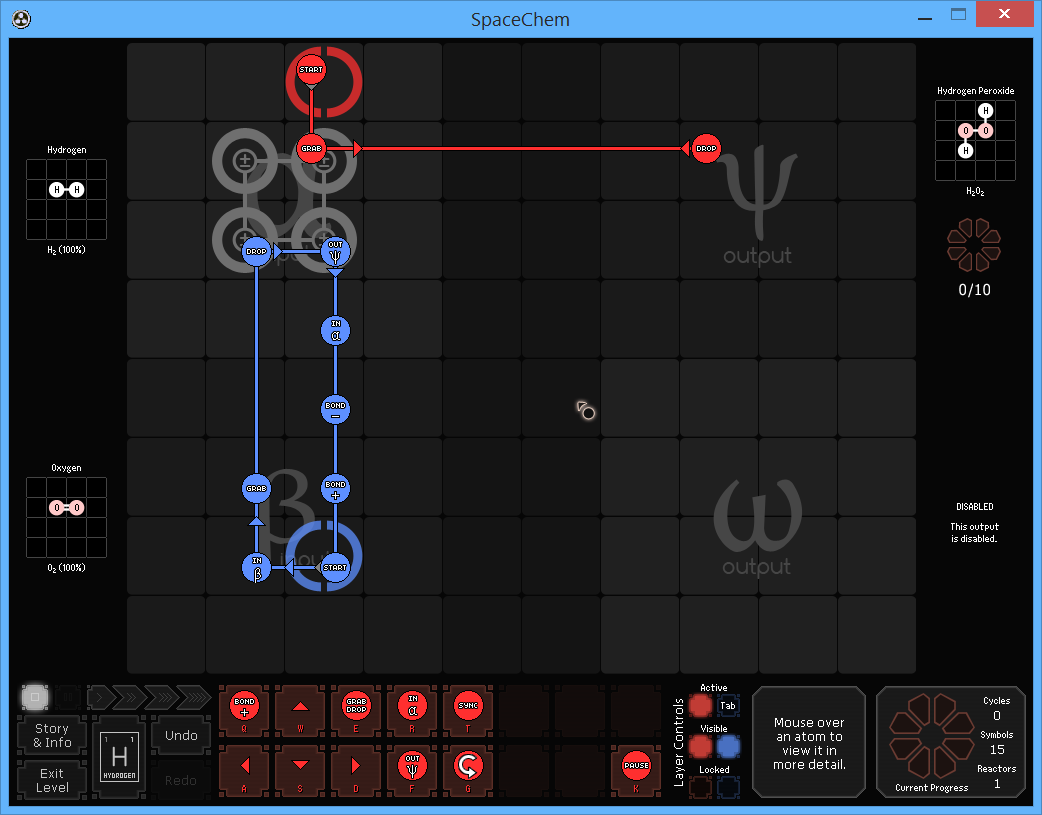 SpaceChem
START
Hydrogen Peroxide
H
O O
H
H₂O₂
GRAB
DROP
Hydrogen
H H
H₂ (100%)
DROP
OUT
ψ
ψ
output
0/10
IN
α
BOND
-
Oxygen
O=O
O₂ (100%)
GRAB
BOND
+
β
input
IN
β
START
ω
output
DISABLED
This output
is disabled.
Story
& Info
Exit
Level
1 1
H
HYDROGEN
Undo
Redo
BOND
+
Q
W
GRAB
DROP
E
IN
α
R
SYNC
T
A
S
D
OUT
ψ
F
G
PAUSE
K
Layer Controls
Active
Tab
Visible
Locked
Mouse over
an atom to
view it in
more detail.
Cycles
0
Symbols
15
Reactors
1
Current Progress